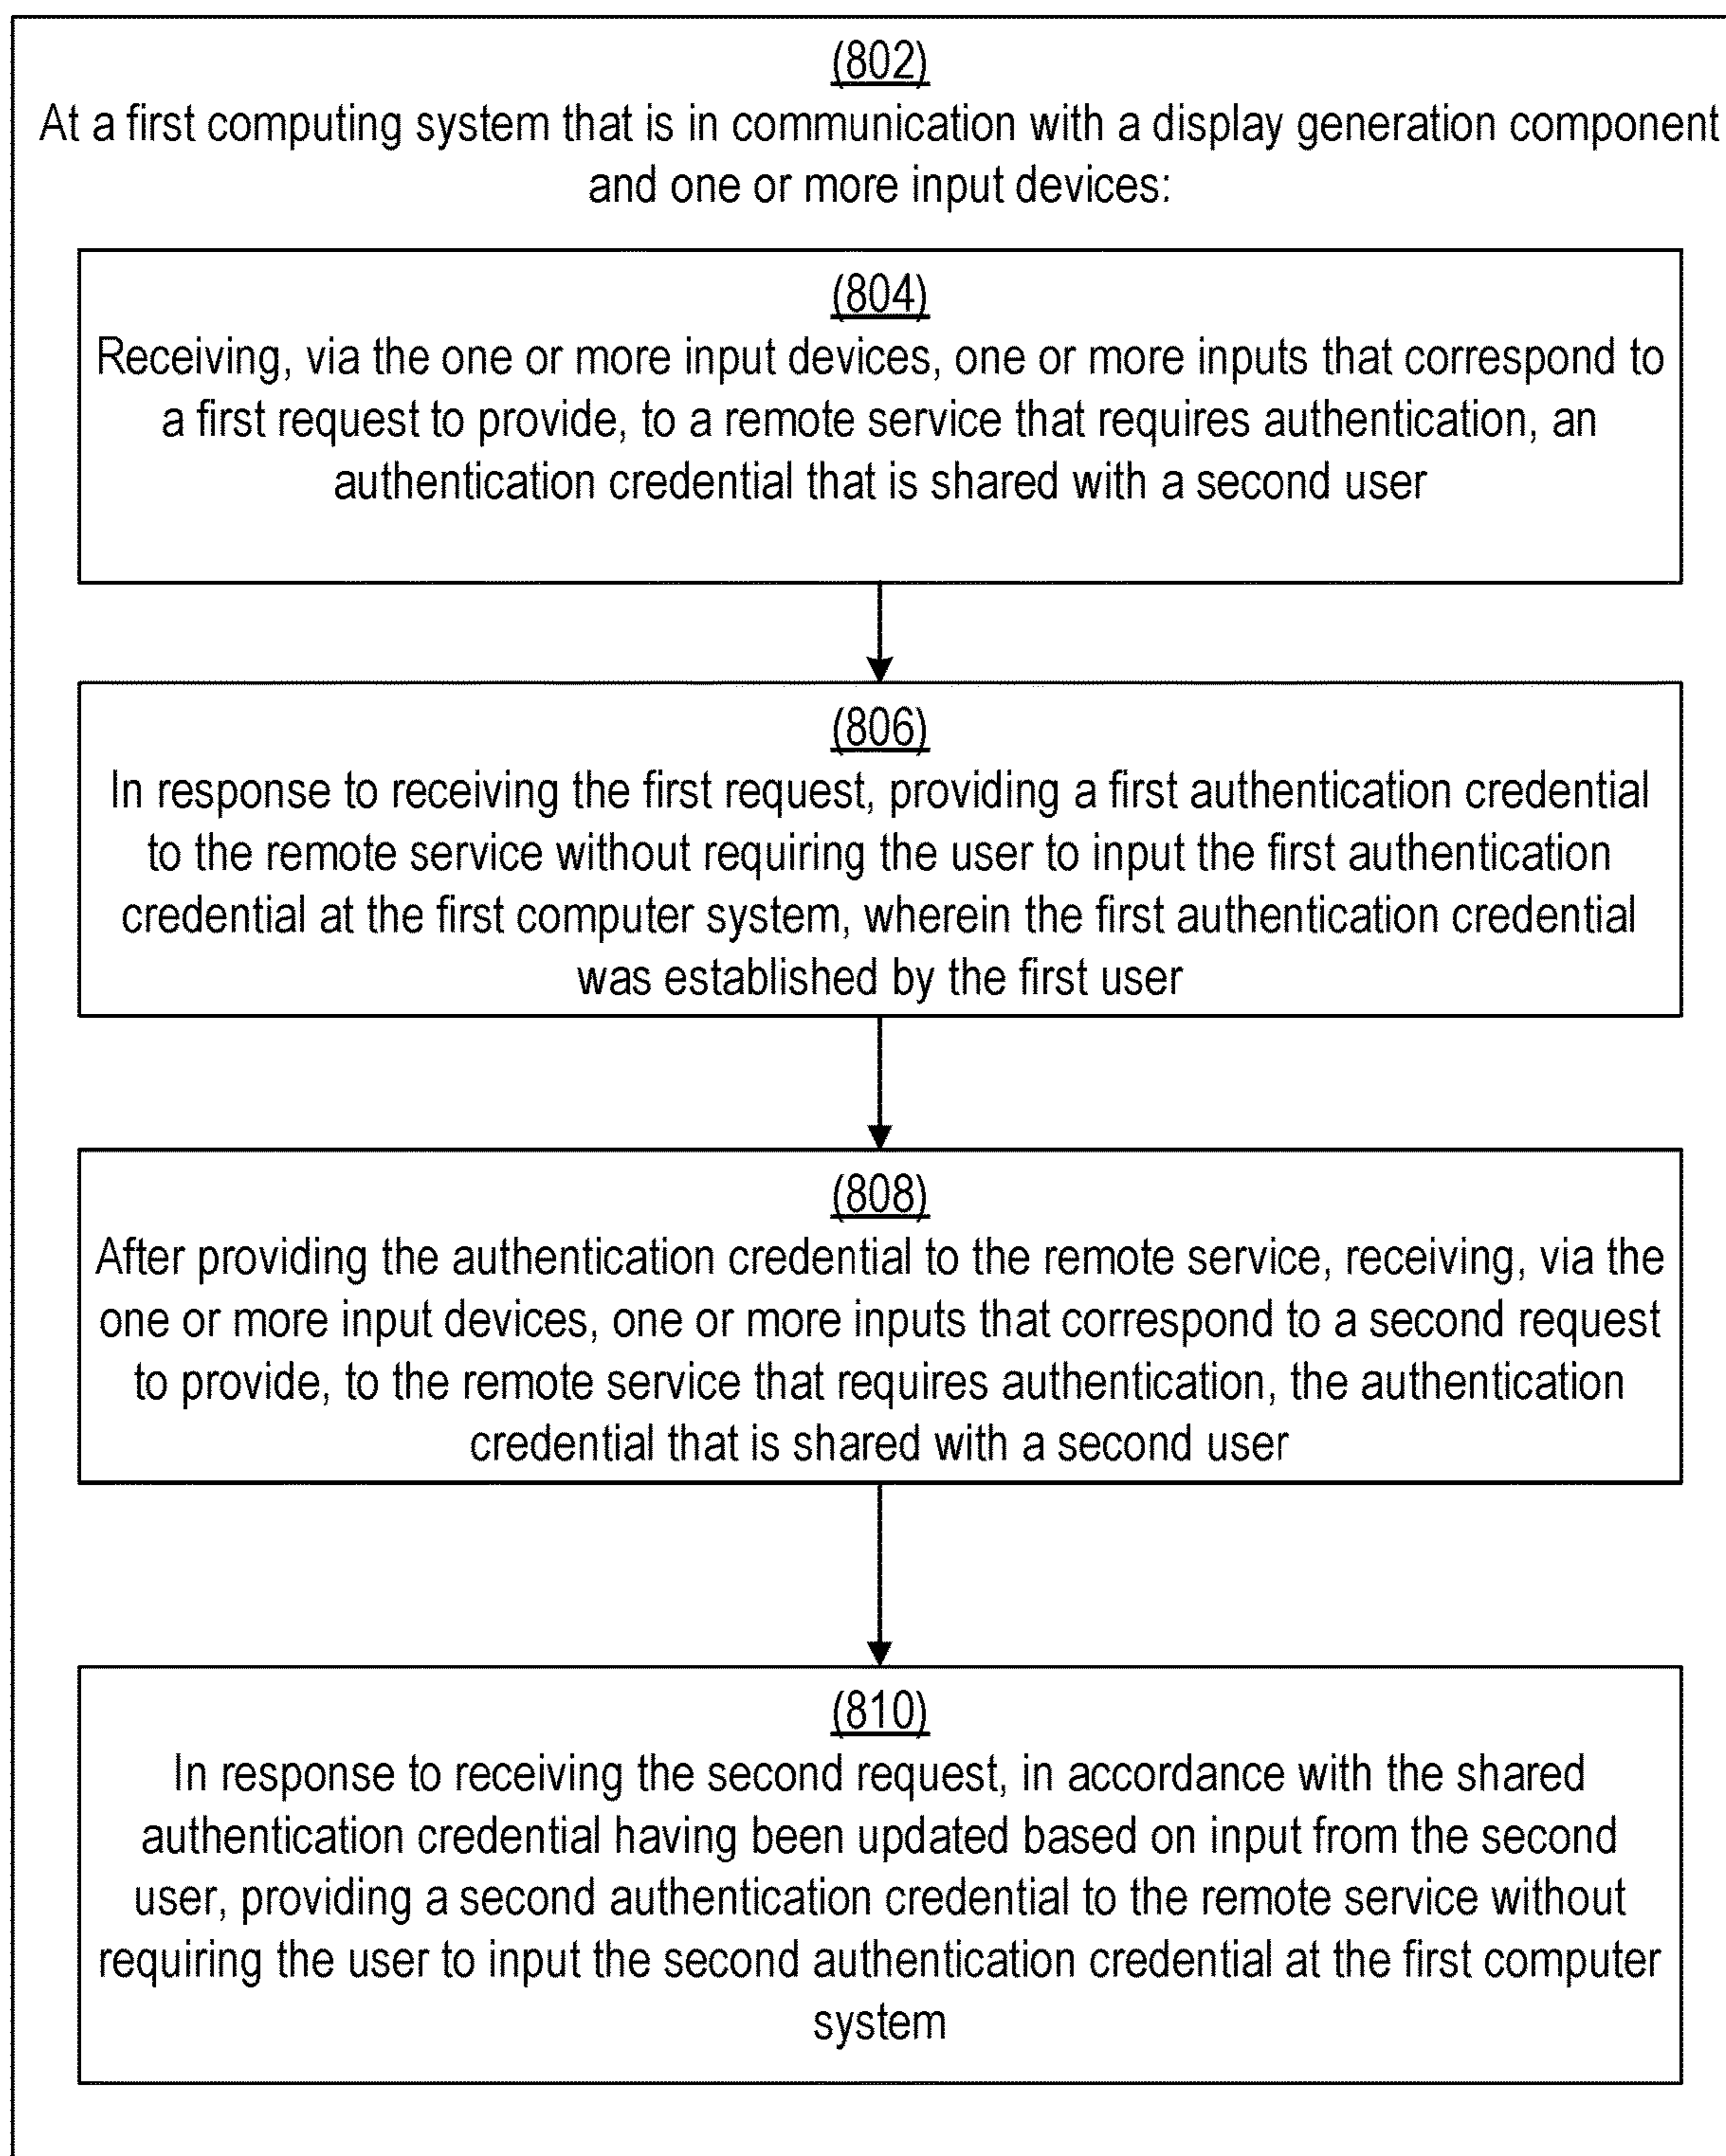 (802)
At a first computing system that is in communication with a display generation component
and one or more input devices:
(804)
Receiving, via the one or more input devices, one or more inputs that correspond to
a first request to provide, to a remote service that requires authentication, an
authentication credential that is shared with a second user
(806)
In response to receiving the first request, providing a first authentication credential
to the remote service without requiring the user to input the first authentication
credential at the first computer system, wherein the first authentication credential
was established by the first user
(808)
After providing the authentication credential to the remote service, receiving, via the
one or more input devices, one or more inputs that correspond to a second request
to provide, to the remote service that requires authentication, the authentication
credential that is shared with a second user
(810)
In response to receiving the second request, in accordance with the shared
authentication credential having been updated based on input from the second
user, providing a second authentication credential to the remote service without
requiring the user to input the second authentication credential at the first computer
system